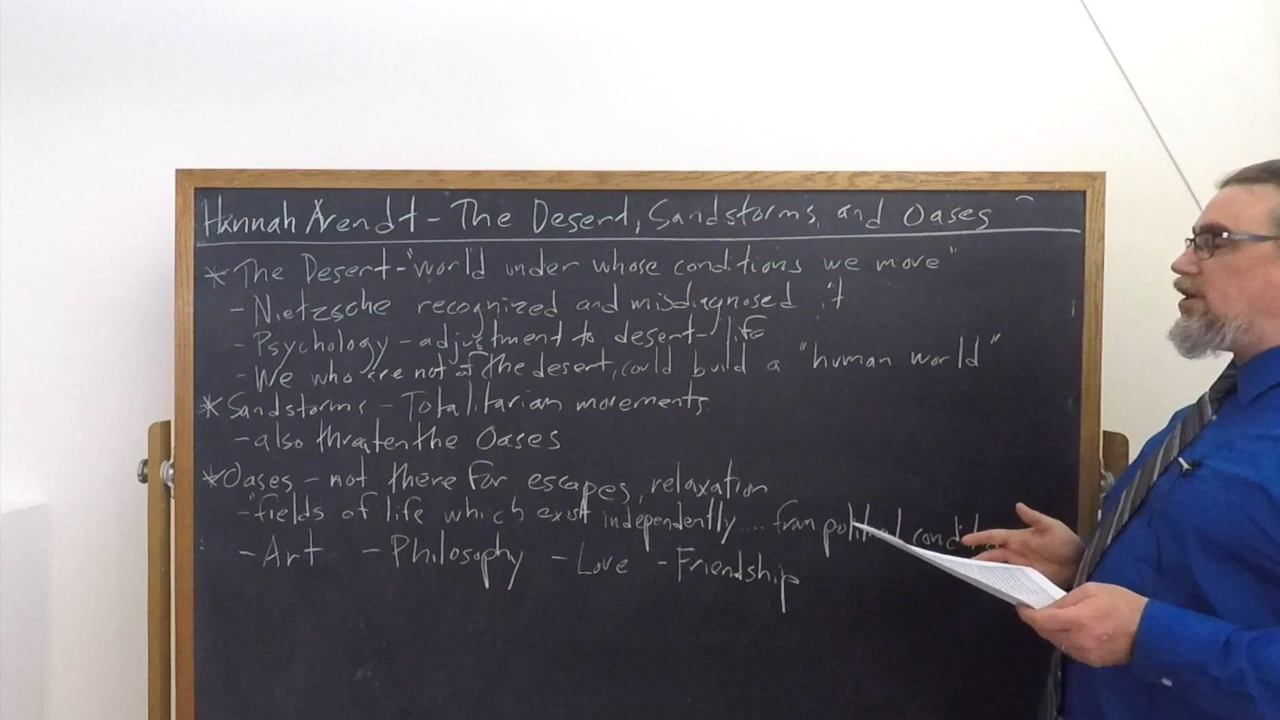 Hannah Arendt - The Desert, Sandstorms, and Oases
* The Desert - "world under whose conditions we move"
- Nietzsche recognized and misdiagnosed it
- Psychology - adjustment to desert-life
- We who are not of the desert, could build a "human world"
* Sandstorms - Totalitarian movements
- also threaten the Oases
* Oases - not there for escapes, relaxation
- "fields of life which exist independently.... from political
- Art - Philosophy - Love - Friendship